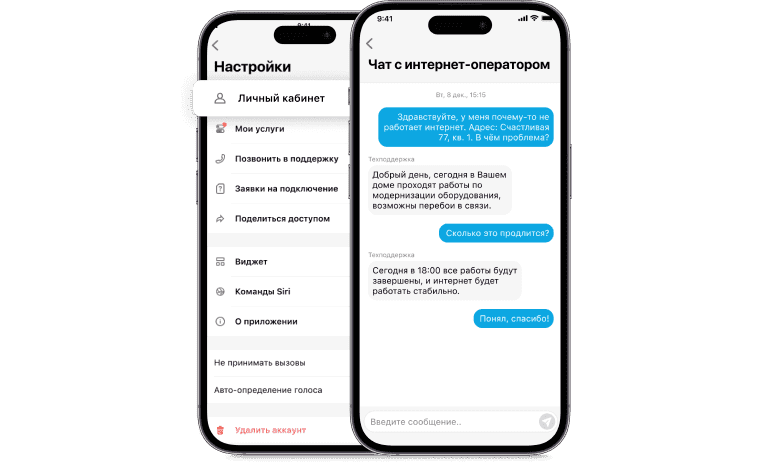 9:41
Настройки
Личный кабинет
Мои услуги
Позвонить в поддержку
Заявки на подключение
Поделиться доступом
Виджет
Команды Siri
О приложении
Не принимать вызовы
Авто-определение голоса
Удалить аккаунт
9:41
Чат с интернет-оператором
Вт, 8 дек., 15:15
Здравствуйте, у меня почему-то не
работает интернет. Адрес: Счастливая
77, кв. 1. В чём проблема?
Техподдержка
Добрый день, сегодня в Вашем
доме проходят работы по
модернизации оборудования,
возможны перебои в связи.
Сколько это продлится?
Техподдержка
Сегодня в 18:00 все работы будут
завершены, и интернет будет
работать стабильно.
Понял, спасибо!
Введите сообщение..